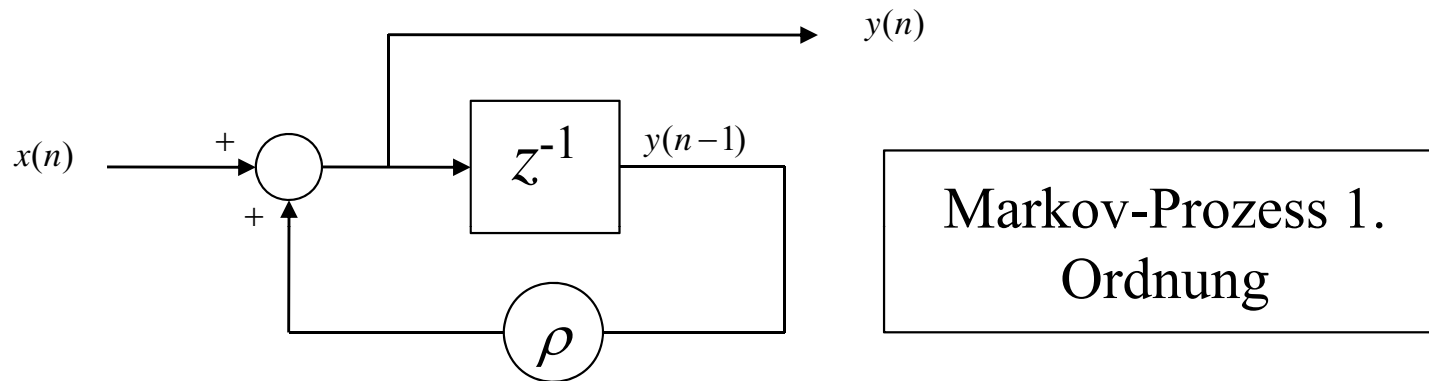 y(n)
x(n)
+
z⁻¹
y(n−1)
+
ρ
Markov-Prozess 1.
Ordnung